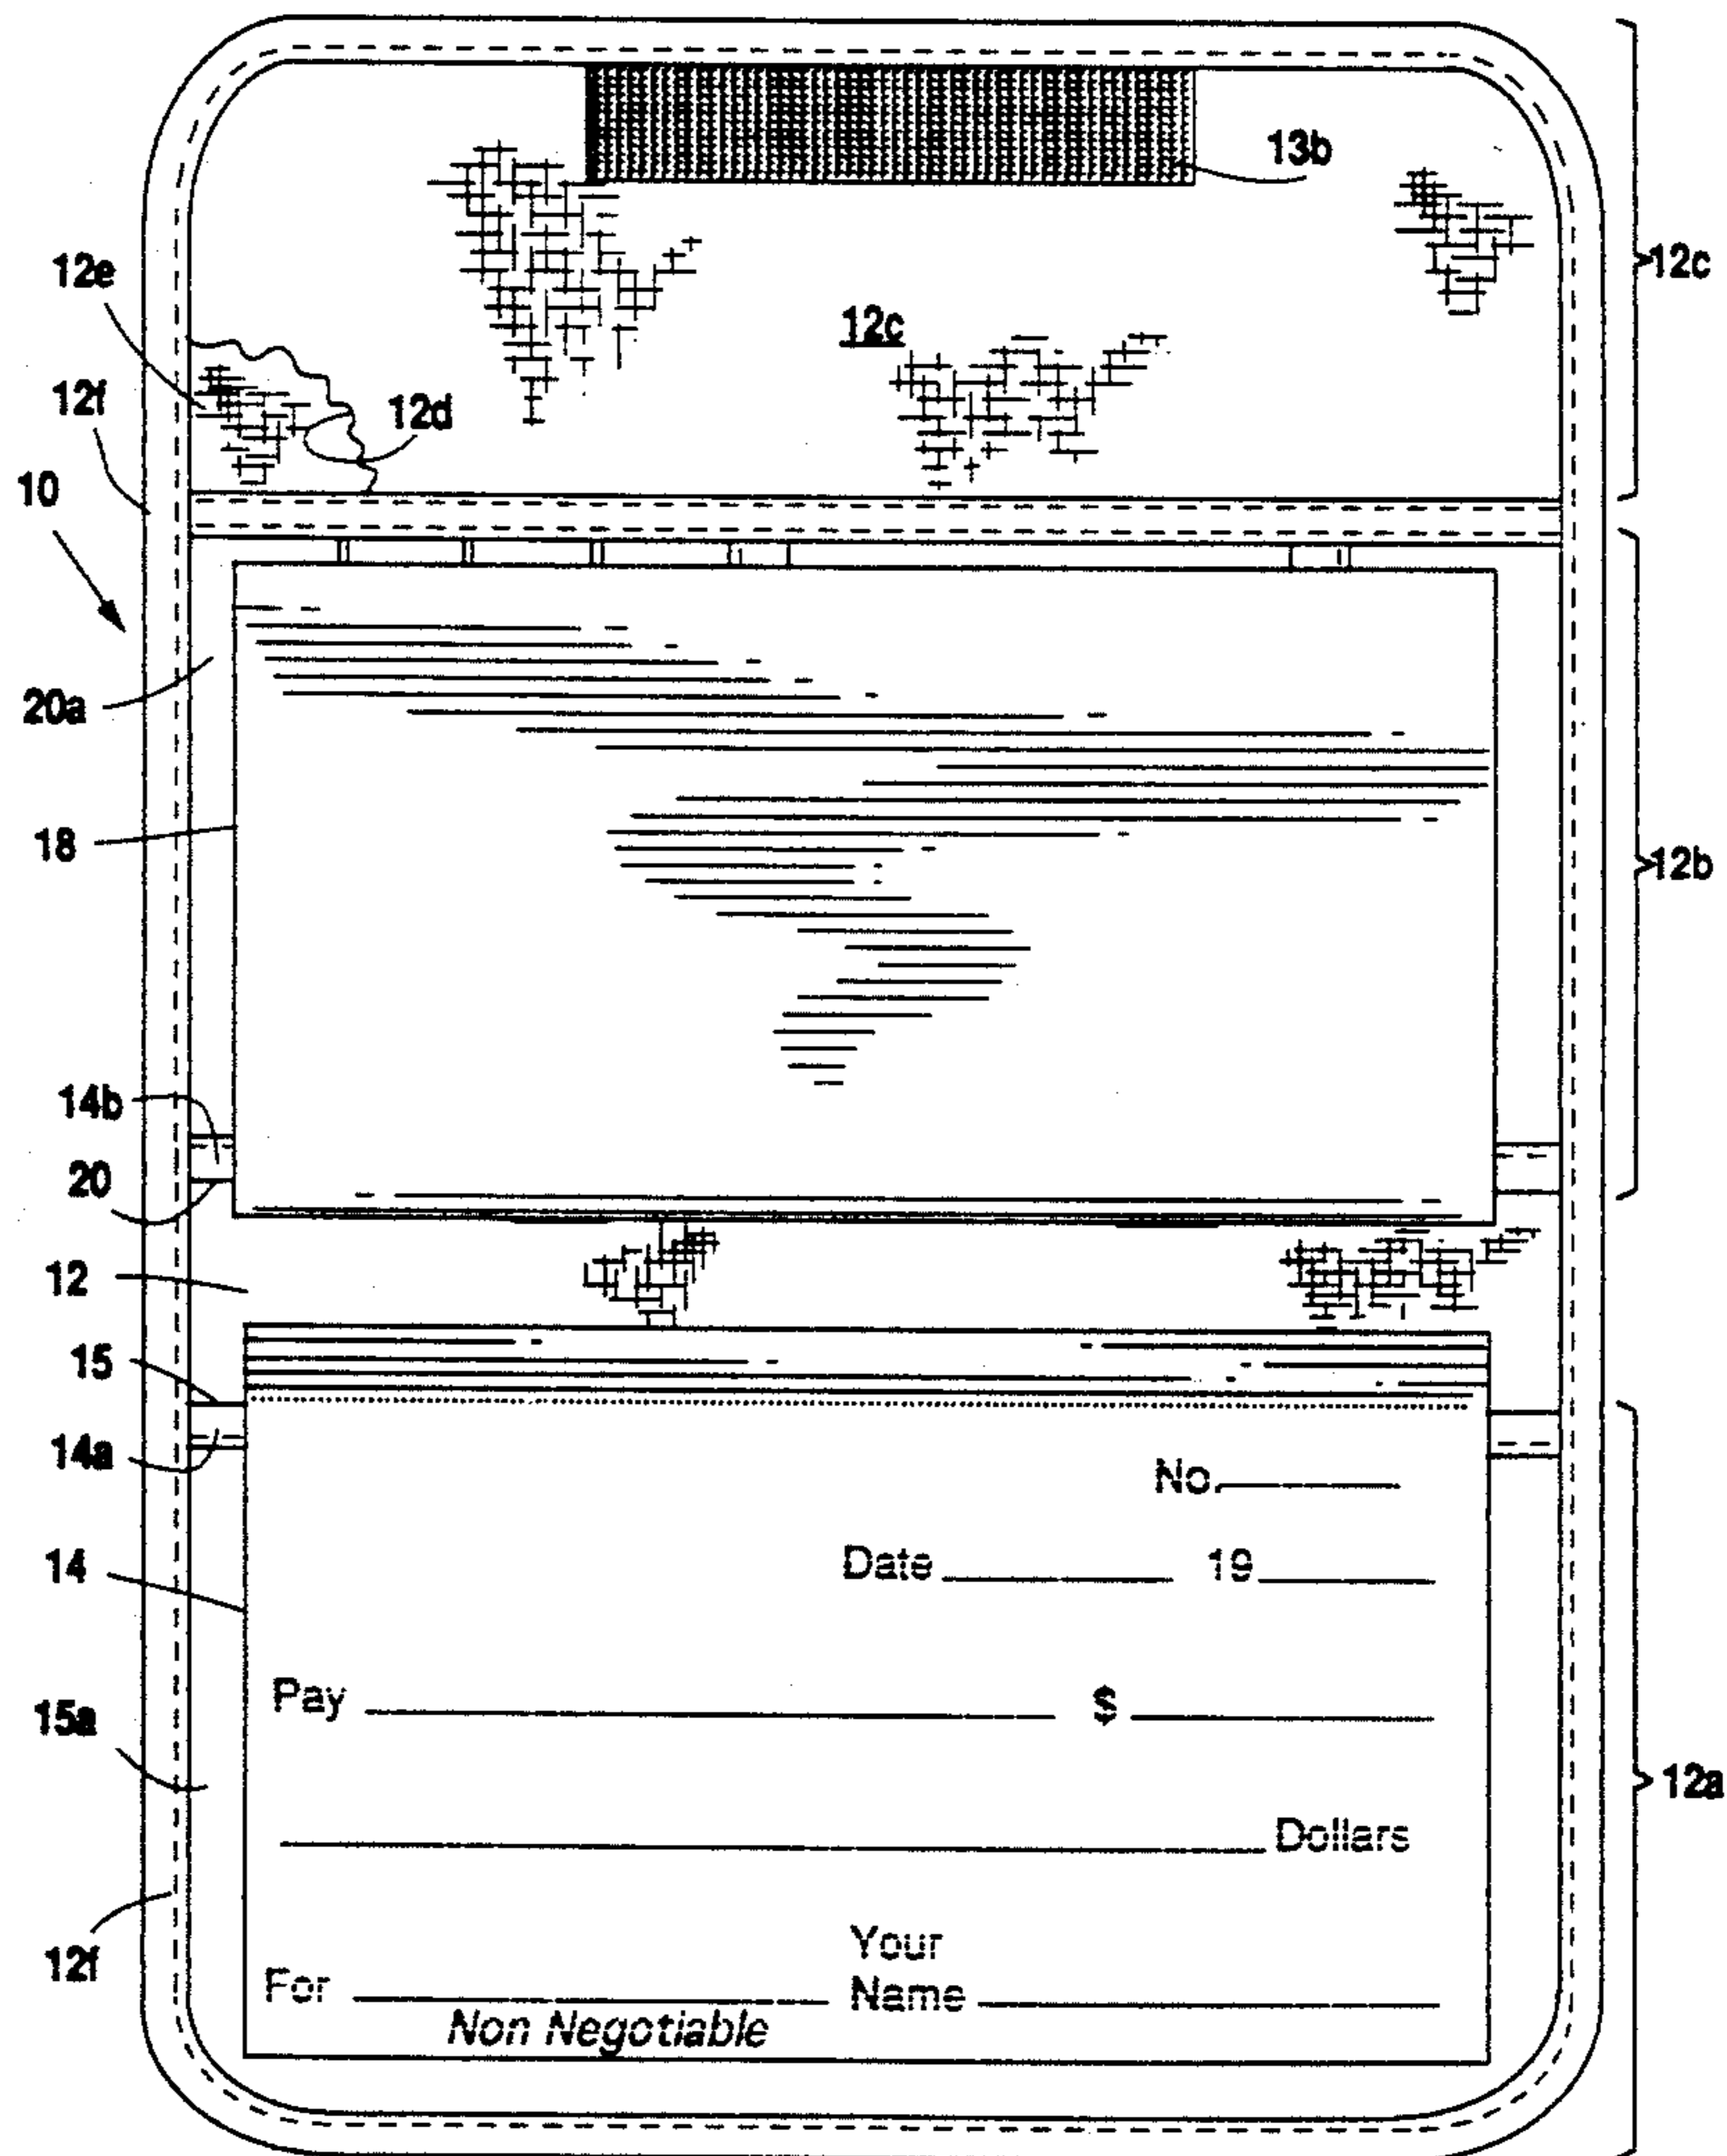 13b
12c
12e
12c
12f
12d
10
20a
18
12b
14b
20
12
15
14a
No.
Date 19
14
Pay $
15a
12a
Dollars
12f
Your
For Name
Non Negotiable